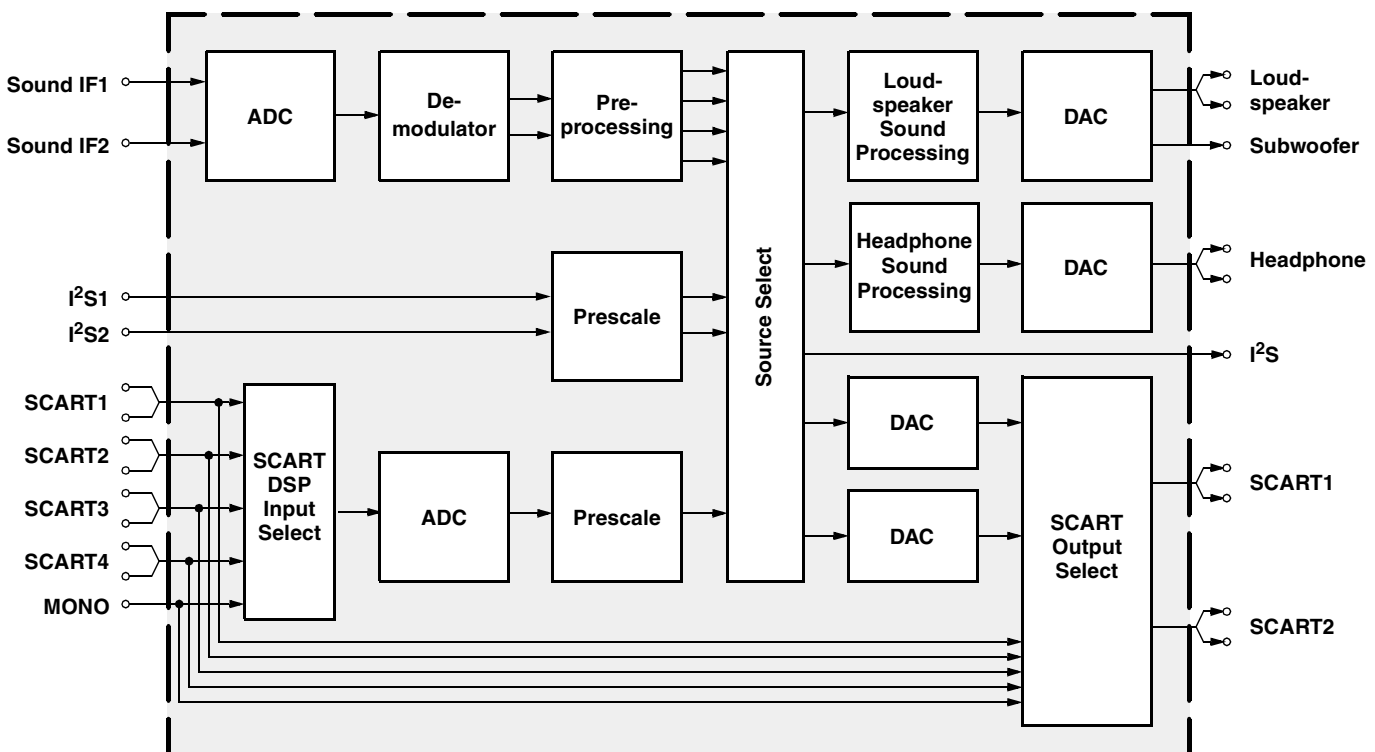 Sound IF1
Sound IF2
ADC
De-
modulator
Pre-
processing
Source Select
Loud-
speaker
Sound
Processing
DAC
Loud-
speaker
Subwoofer
Headphone
Sound
Processing
DAC
Headphone
I²S1
I²S2
Prescale
I²S
SCART1
SCART2
SCART3
SCART4
MONO
SCART
DSP
Input
Select
ADC
Prescale
DAC
DAC
SCART
Output
Select
SCART1
SCART2